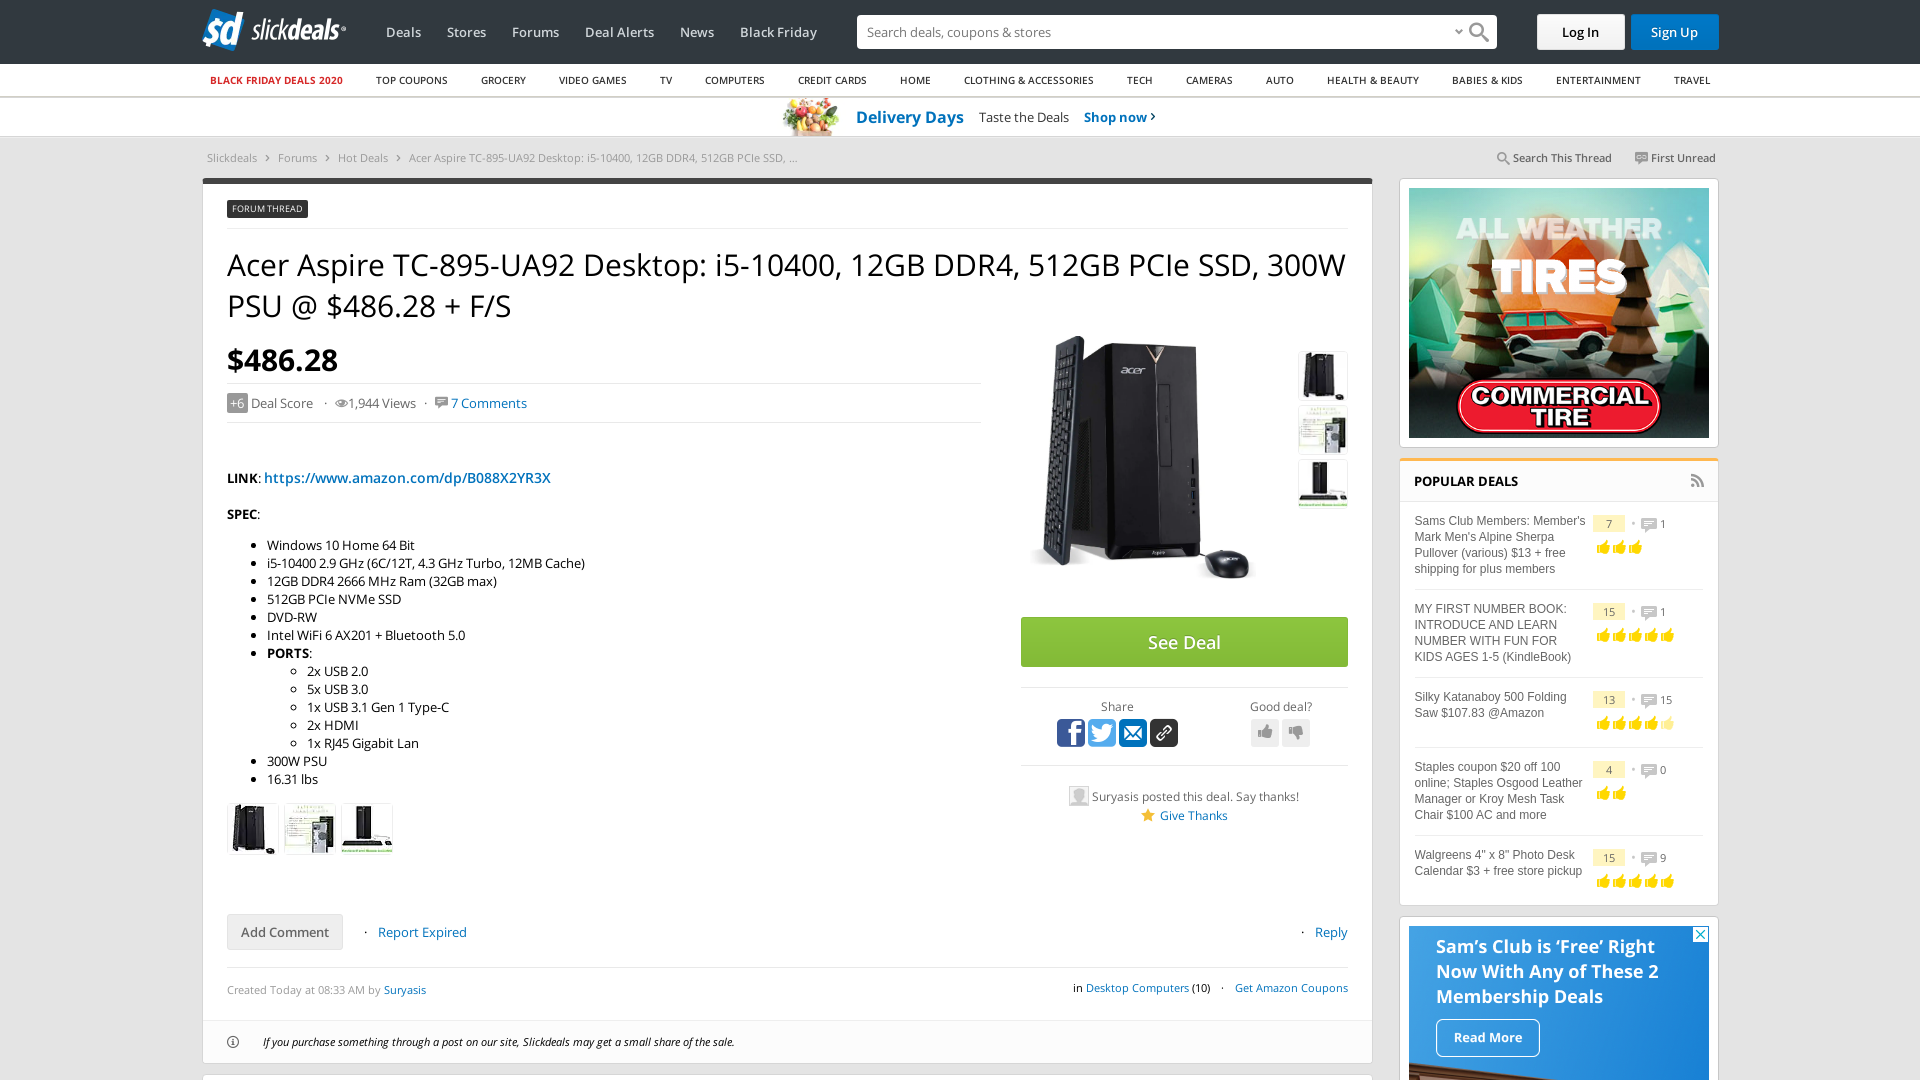 slickdeals
Deals
Stores
Forums
Deal Alerts
News
Black Friday
Search deals, coupons & stores
Log In
Sign Up
BLACK FRIDAY DEALS 2020
TOP COUPONS
GROCERY
VIDEO GAMES
TV
COMPUTERS
CREDIT CARDS
HOME
CLOTHING & ACCESSORIES
TECH
CAMERAS
AUTO
HEALTH & BEAUTY
BABIES & KIDS
ENTERTAINMENT
TRAVEL
Delivery Days Taste the Deals Shop now
Slickdeals > Forums > Hot Deals > Acer Aspire TC-895-UA92 Desktop: i5-10400, 12GB DDR4, 512GB PCIe SSD, ...
Search This Thread
First Unread
FORUM THREAD
Acer Aspire TC-895-UA92 Desktop: i5-10400, 12GB DDR4, 512GB PCIe SSD, 300W
PSU @ $486.28 + F/S
$486.28
+6 Deal Score · 1,944 Views · 7 Comments
LINK: https://www.amazon.com/dp/B088X2YR3X
SPEC:
Windows 10 Home 64 Bit
i5-10400 2.9 GHz (6C/12T, 4.3 GHz Turbo, 12MB Cache)
12GB DDR4 2666 MHz Ram (32GB max)
512GB PCIe NVMe SSD
DVD-RW
Intel WiFi 6 AX201 + Bluetooth 5.0
PORTS:
2x USB 2.0
5x USB 3.0
1x USB 3.1 Gen 1 Type-C
2x HDMI
1x RJ45 Gigabit Lan
300W PSU
16.31 lbs
acer
See Deal
Share
Good deal?
Suryasis posted this deal. Say thanks!
Give Thanks
Add Comment
· Report Expired
· Reply
Created Today at 08:33 AM by Suryasis
in Desktop Computers (10) · Get Amazon Coupons
If you purchase something through a post on our site, Slickdeals may get a small share of the sale.
ALL WEATHER
TIRES
COMMERCIAL
TIRE
POPULAR DEALS
Sams Club Members: Member's
Mark Men's Alpine Sherpa
Pullover (various) $13 + free
shipping for plus members
7 · 1
MY FIRST NUMBER BOOK:
INTRODUCE AND LEARN
NUMBER WITH FUN FOR
KIDS AGES 1-5 (KindleBook)
15 · 1
Silky Katanaboy 500 Folding
Saw $107.83 @Amazon
13 · 15
Staples coupon $20 off 100
online; Staples Osgood Leather
Manager or Kroy Mesh Task
Chair $100 AC and more
4 · 0
Walgreens 4" x 8" Photo Desk
Calendar $3 + free store pickup
15 · 9
Sam's Club is 'Free' Right
Now With Any of These 2
Membership Deals
Read More